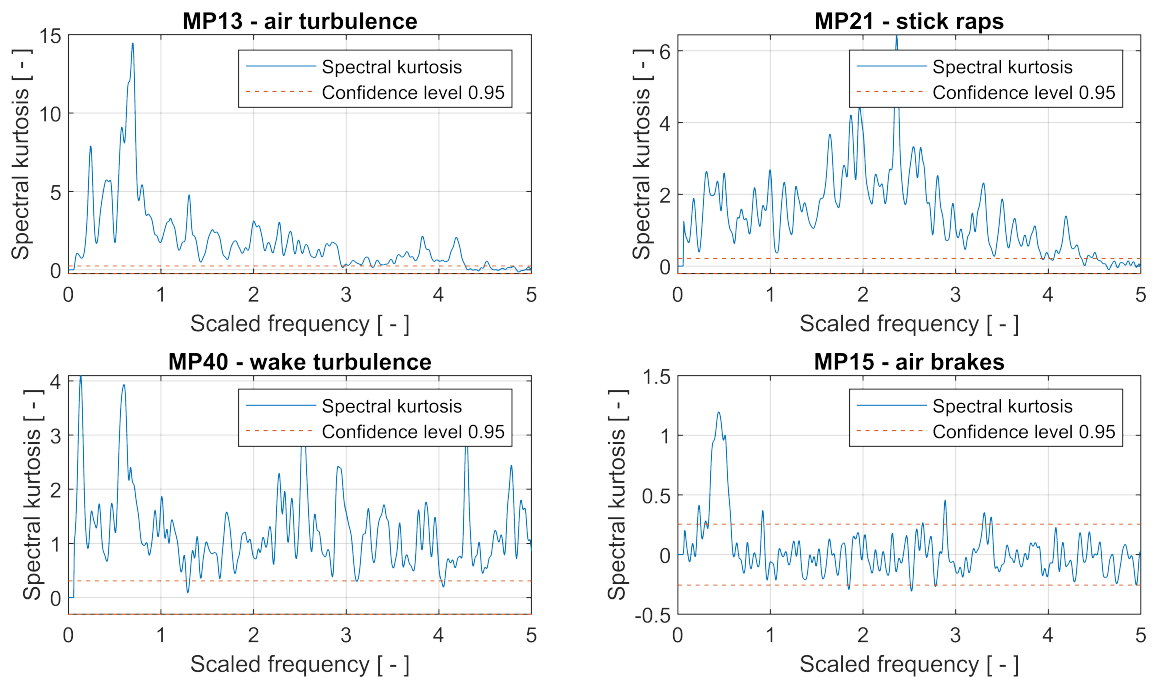 MP13 - air turbulence
Spectral kurtosis [ - ]
15
10
5
0
Spectral kurtosis
Confidence level 0.95
0 1 2 3 4 5
Scaled frequency [ - ]
MP21 - stick raps
Spectral kurtosis [ - ]
6
4
2
0
Spectral kurtosis
Confidence level 0.95
0 1 2 3 4 5
Scaled frequency [ - ]
MP40 - wake turbulence
Spectral kurtosis [ - ]
4
3
2
1
0
Spectral kurtosis
Confidence level 0.95
0 1 2 3 4 5
Scaled frequency [ - ]
MP15 - air brakes
Spectral kurtosis [ - ]
1.5
1
0.5
0
-0.5
Spectral kurtosis
Confidence level 0.95
0 1 2 3 4 5
Scaled frequency [ - ]